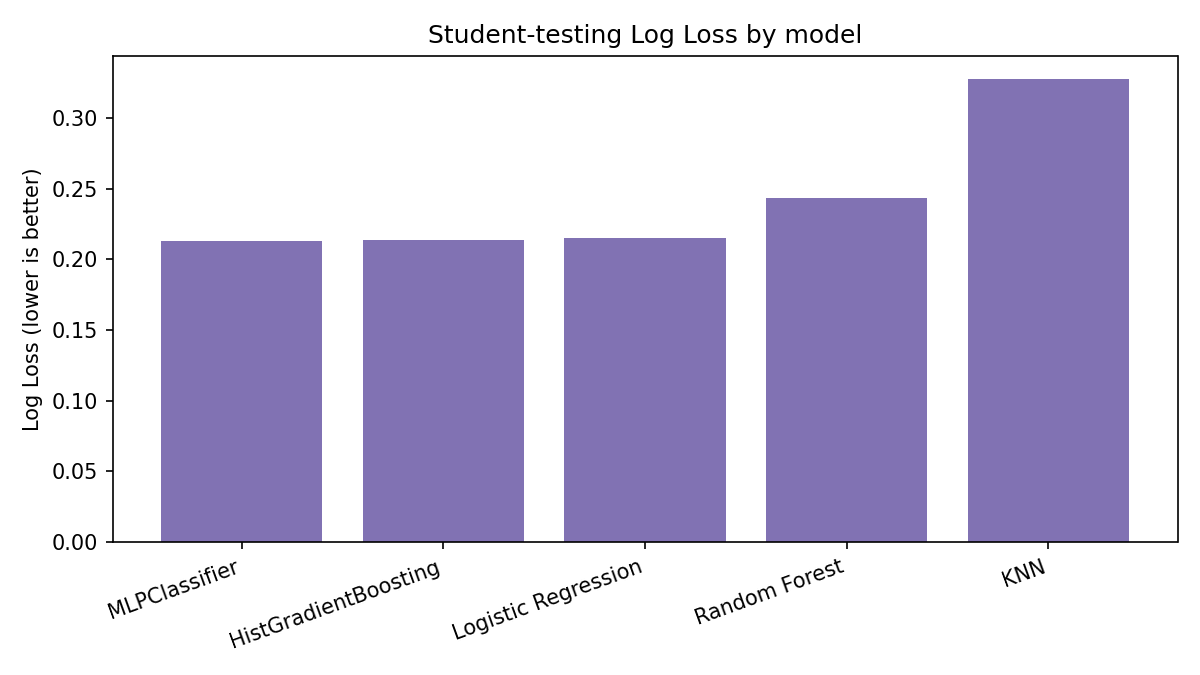 Student-testing Log Loss by model
Log Loss (lower is better)
0.30
0.25
0.20
0.15
0.10
0.05
0.00
MLPClassifier
HistGradientBoosting
Logistic Regression
Random Forest
KNN